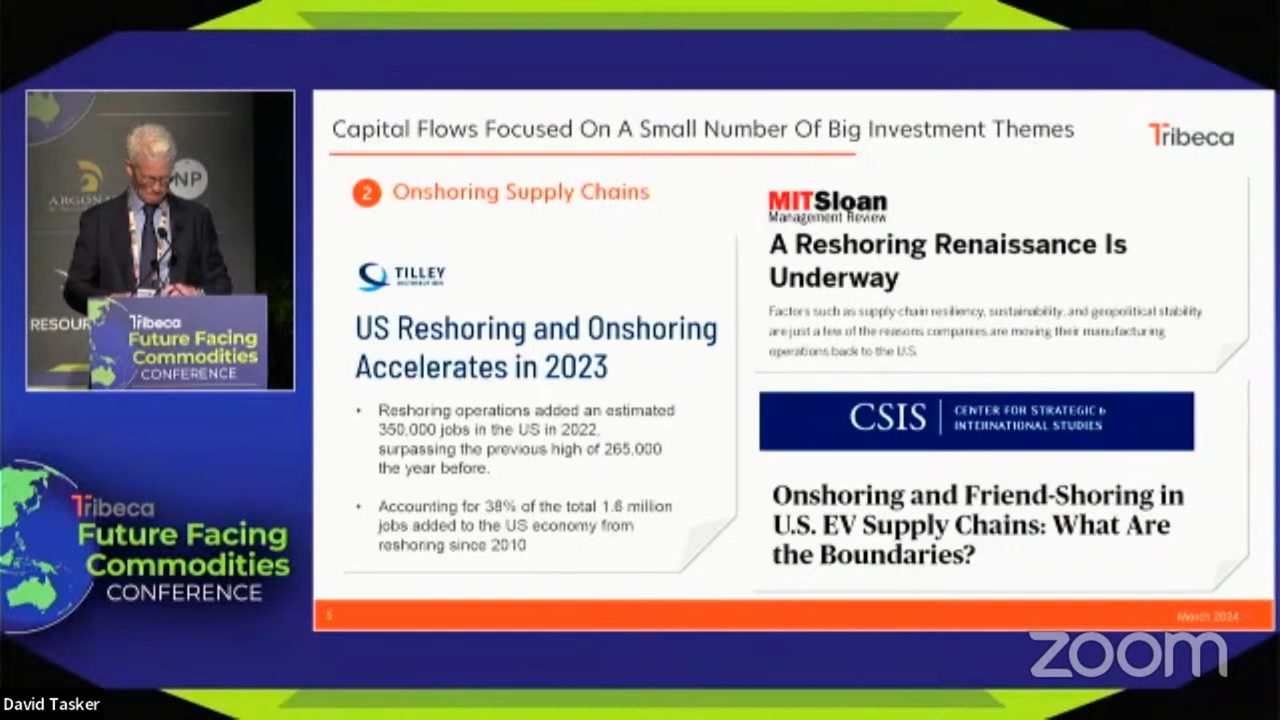 Capital Flows Focused On A Small Number Of Big Investment Themes
Tribeca
2 Onshoring Supply Chains
TILLEY
DISTRIBUTION
US Reshoring and Onshoring
Accelerates in 2023
• Reshoring operations added an estimated
350,000 jobs in the US in 2022,
surpassing the previous high of 265,000
the year before.
• Accounting for 38% of the total 1.6 million
jobs added to the US economy from
reshoring since 2010
MITSloan
Management Review
A Reshoring Renaissance Is
Underway
Factors such as supply chain resiliency, sustainability, and geopolitical stability
are just a few of the reasons companies are moving their manufacturing
operations back to the U.S.
CSIS
CENTER FOR STRATEGIC &
INTERNATIONAL STUDIES
Onshoring and Friend-Shoring in
U.S. EV Supply Chains: What Are
the Boundaries?
March 2024
NP
ARGONA
RESOUR
Tribeca
Future Facing
Commodities
CONFERENCE
Tribeca
Future Facing
Commodities
CONFERENCE
zoom
David Tasker